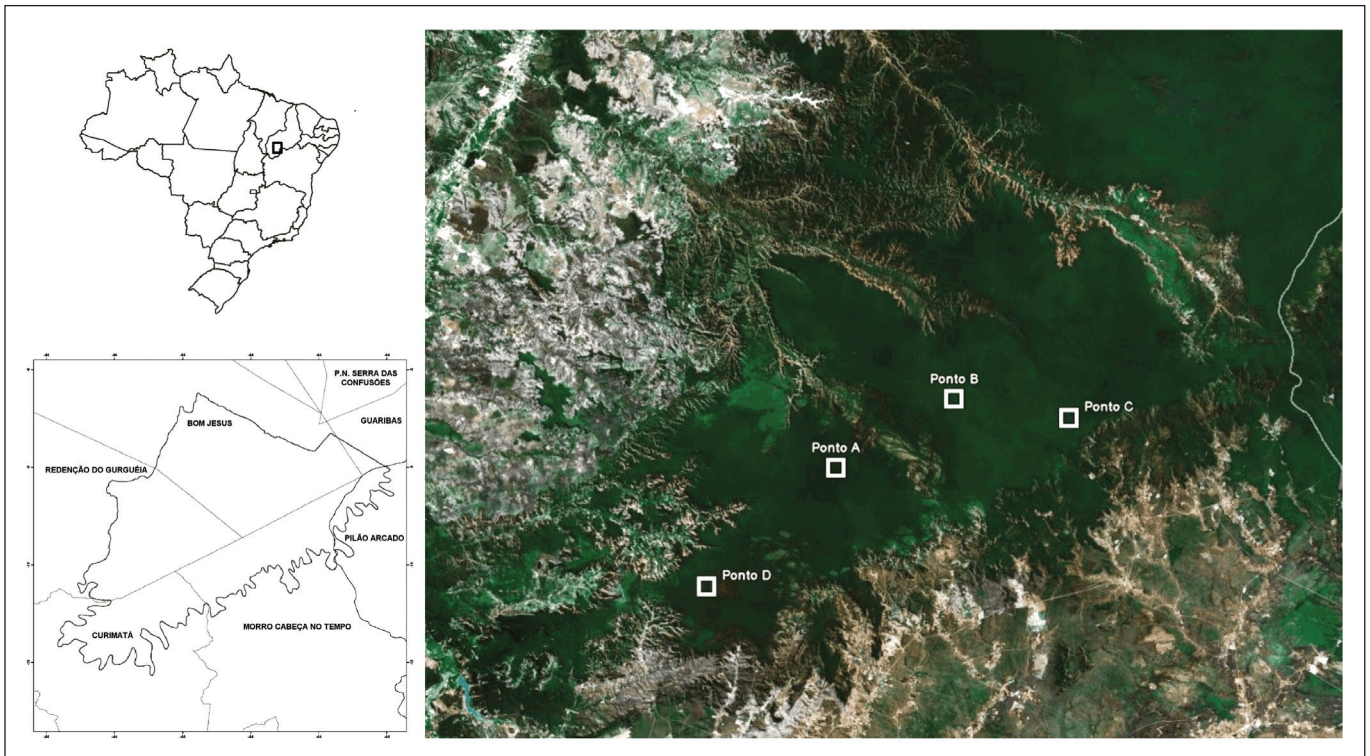 P.N. SERRA DAS
CONFUSÕES
BOM JESUS
GUARIBAS
REDENÇÃO DO GURGUÉIA
PILÃO ARCADO
MORRO CABEÇA NO TEMPO
CURIMATÁ
Ponto B
Ponto C
Ponto A
Ponto D